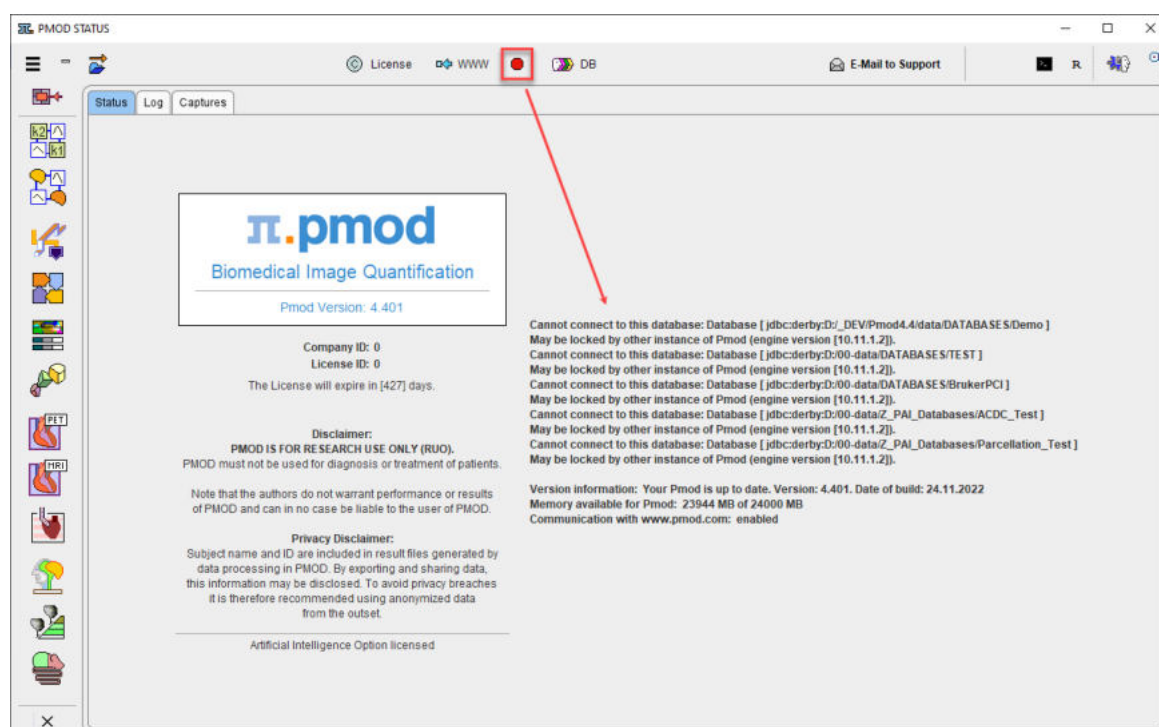 PMOD STATUS
License WWW DB E-Mail to Support R
Status Log Captures
k2
k1
PET
MRI
π.pmod
Biomedical Image Quantification
Pmod Version: 4.401
Company ID: 0
License ID: 0
The License will expire in [427] days.
Disclaimer:
PMOD IS FOR RESEARCH USE ONLY (RUO).
PMOD must not be used for diagnosis or treatment of patients.
Note that the authors do not warrant performance or results
of PMOD and can in no case be liable to the user of PMOD.
Privacy Disclaimer:
Subject name and ID are included in result files generated by
data processing in PMOD. By exporting and sharing data,
this information may be disclosed. To avoid privacy breaches
it is therefore recommended using anonymized data
from the outset.
Artificial Intelligence Option licensed
Cannot connect to this database: Database [ jdbc:derby:D:/_DEV/Pmod4.4/data/DATABASES/Demo ]
May be locked by other instance of Pmod (engine version [10.11.1.2]).
Cannot connect to this database: Database [ jdbc:derby:D:/00-data/DATABASES/TEST ]
May be locked by other instance of Pmod (engine version [10.11.1.2]).
Cannot connect to this database: Database [ jdbc:derby:D:/00-data/DATABASES/BrukerPCI ]
May be locked by other instance of Pmod (engine version [10.11.1.2]).
Cannot connect to this database: Database [ jdbc:derby:D:/00-data/Z_PAI_Databases/ACDC_Test ]
May be locked by other instance of Pmod (engine version [10.11.1.2]).
Cannot connect to this database: Database [ jdbc:derby:D:/00-data/Z_PAI_Databases/Parcellation_Test ]
May be locked by other instance of Pmod (engine version [10.11.1.2]).
Version information: Your Pmod is up to date. Version: 4.401. Date of build: 24.11.2022
Memory available for Pmod: 23944 MB of 24000 MB
Communication with www.pmod.com: enabled